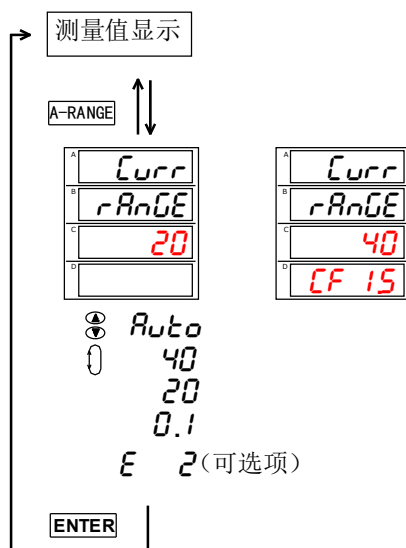 测量值显示
A-RANGE
A Curr
B rAnGE
C 20
D
A Curr
B rAnGE
C 40
D CF 15
Auto
40
20
0.1
E 2(可选项)
ENTER